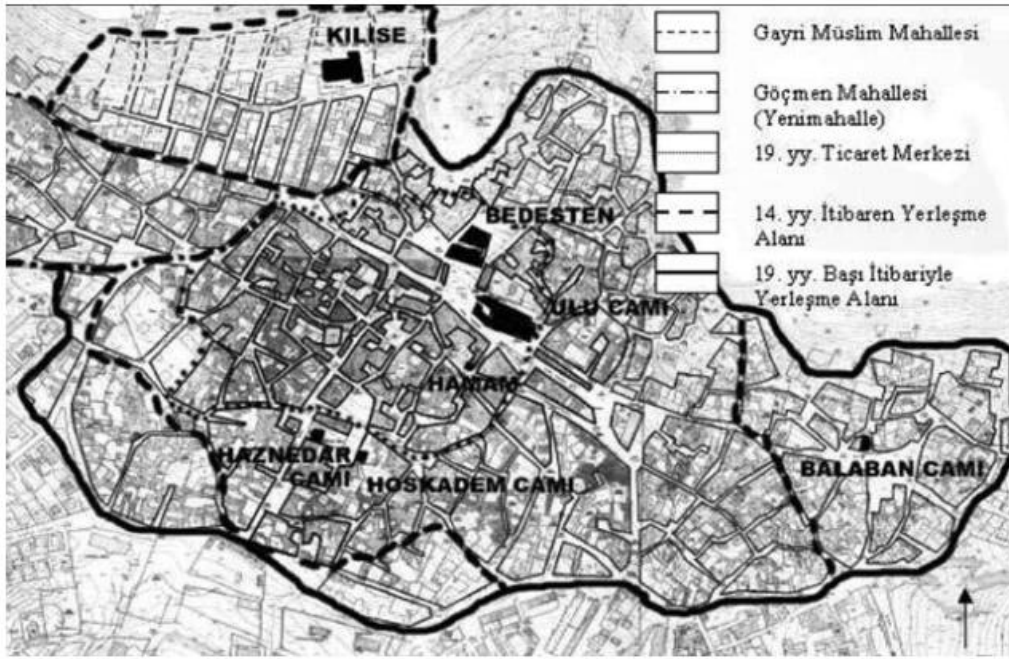 KILISE
Gayri Müslim Mahallesi
Göçmen Mahallesi
(Yenimahalle)
19. yy. Ticaret Merkezi
14. yy. İtibaren Yerleşme
Alanı
19. yy. Başı İtibariyle
Yerleşme Alanı
BEDESTEN
ULU CAMI
HAMAM
HAZNEDAR
CAMI
HOSKADEM CAMI
BALABAN CAMI